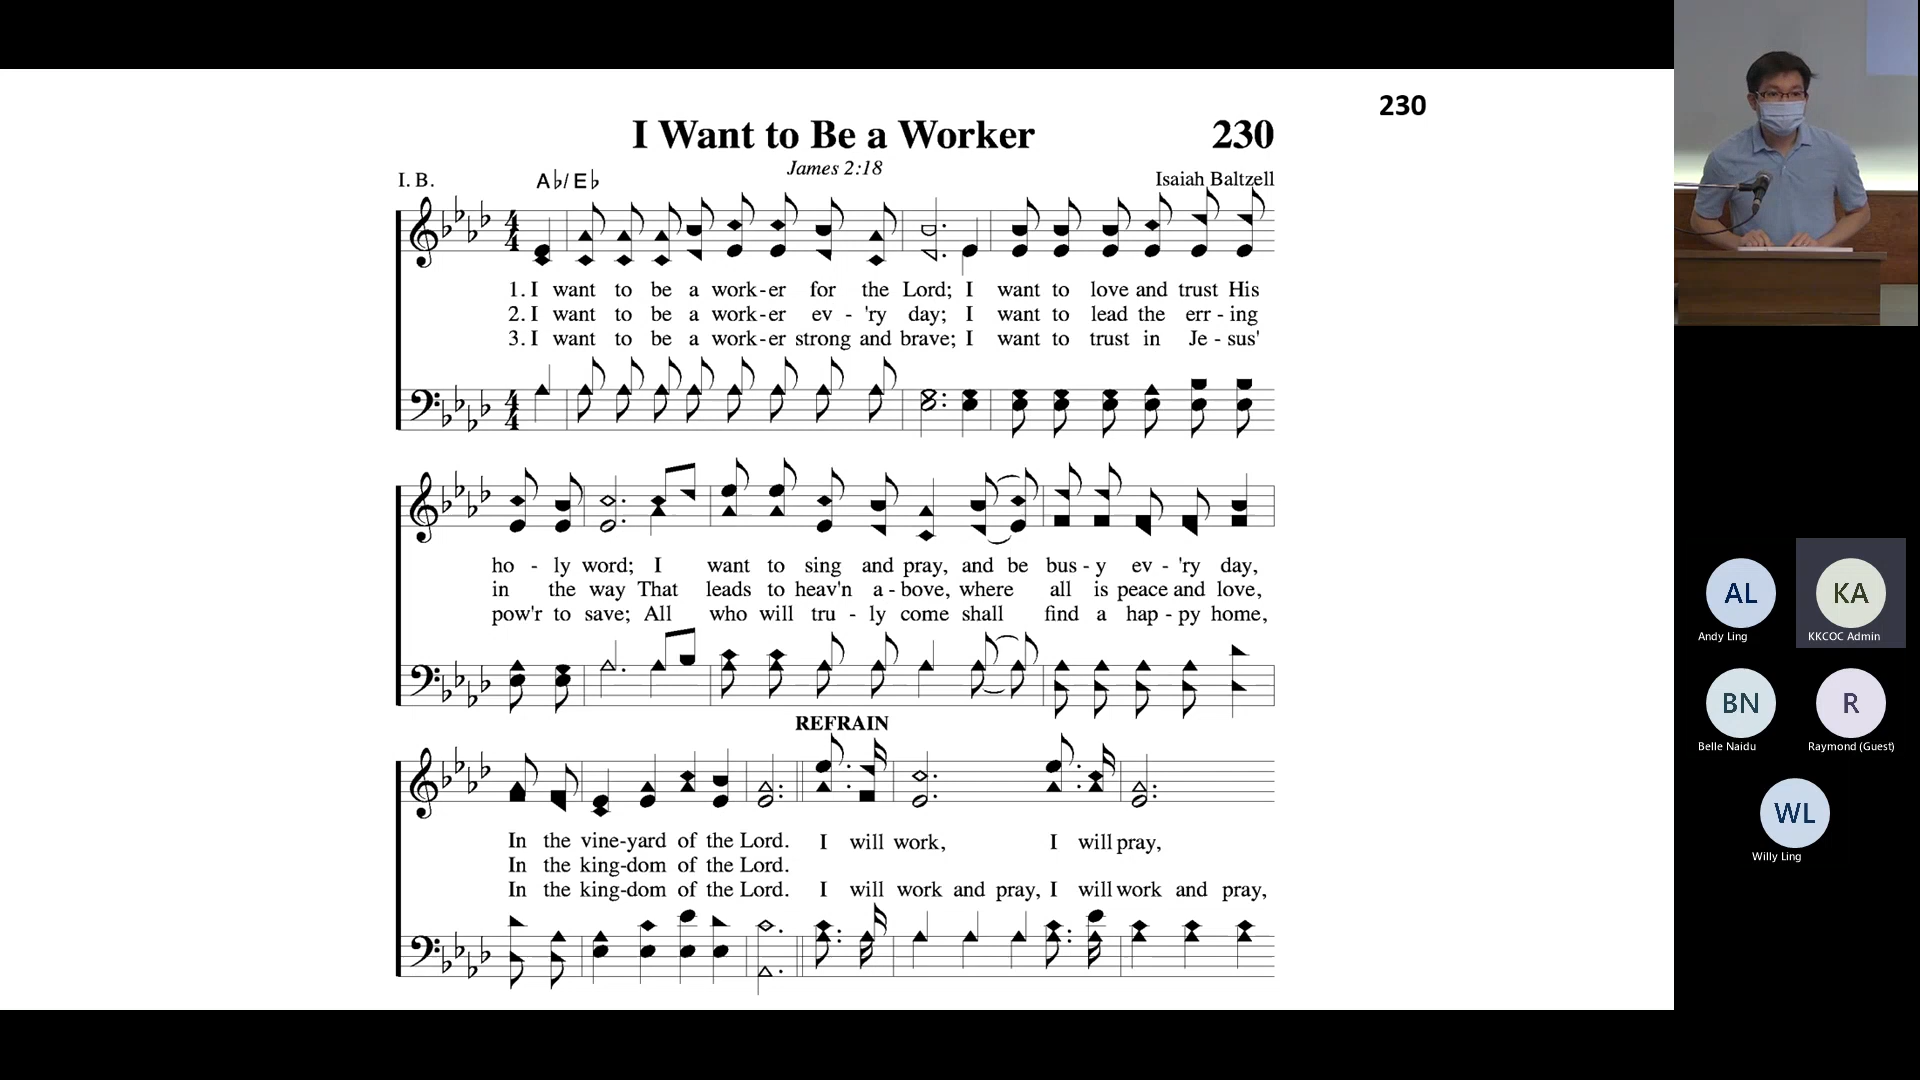 230
I Want to Be a Worker 230
James 2:18
I. B. A♭/ E♭ Isaiah Baltzell
4
4
1. I want to be a work-er for the Lord; I want to love and trust His
2. I want to be a work-er ev - 'ry day; I want to lead the err - ing
3. I want to be a work-er strong and brave; I want to trust in Je - sus'
4
4
ho - ly word; I want to sing and pray, and be bus - y ev - 'ry day,
in the way That leads to heav'n a - bove, where all is peace and love,
pow'r to save; All who will tru - ly come shall find a hap - py home,
REFRAIN
In the vine-yard of the Lord. I will work, I will pray,
In the king-dom of the Lord.
In the king-dom of the Lord. I will work and pray, I will work and pray,
AL KA
Andy Ling KKCOC Admin
BN R
Belle Naidu Raymond (Guest)
WL
Willy Ling